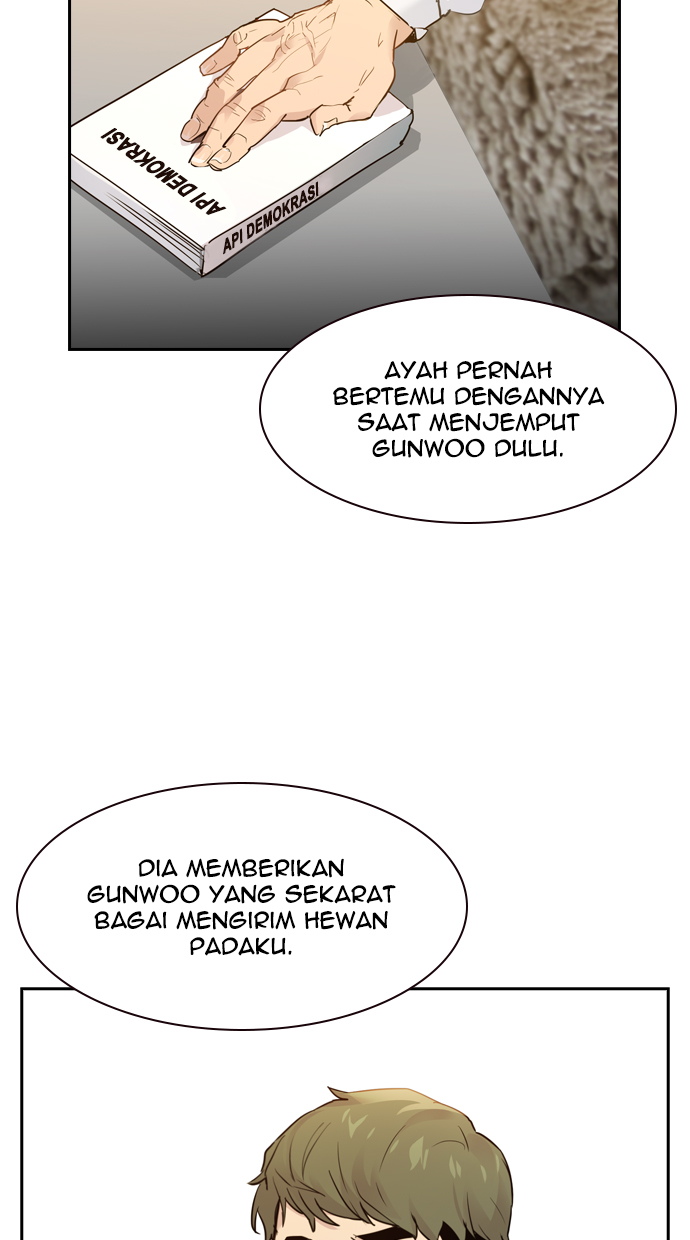 API DEMOKRASI
API DEMOKRASI
AYAH PERNAH
BERTEMU DENGANNYA
SAAT MENJEMPUT
GUNWOO DULU.
DIA MEMBERIKAN
GUNWOO YANG SEKARAT
BAGAI MENGIRIM HEWAN
PADAKU.